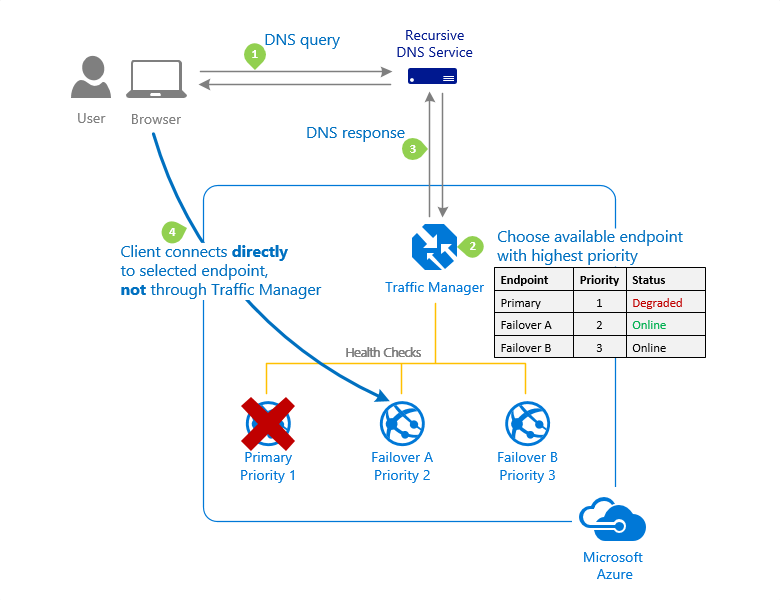 DNS query
1
Recursive
DNS Service
User
Browser
DNS response
3
4
Client connects directly
to selected endpoint,
not through Traffic Manager
2
Traffic Manager
Choose available endpoint
with highest priority
Endpoint Priority Status
Primary 1 Degraded
Failover A 2 Online
Failover B 3 Online
Health Checks
Primary
Priority 1
Failover A
Priority 2
Failover B
Priority 3
Microsoft
Azure